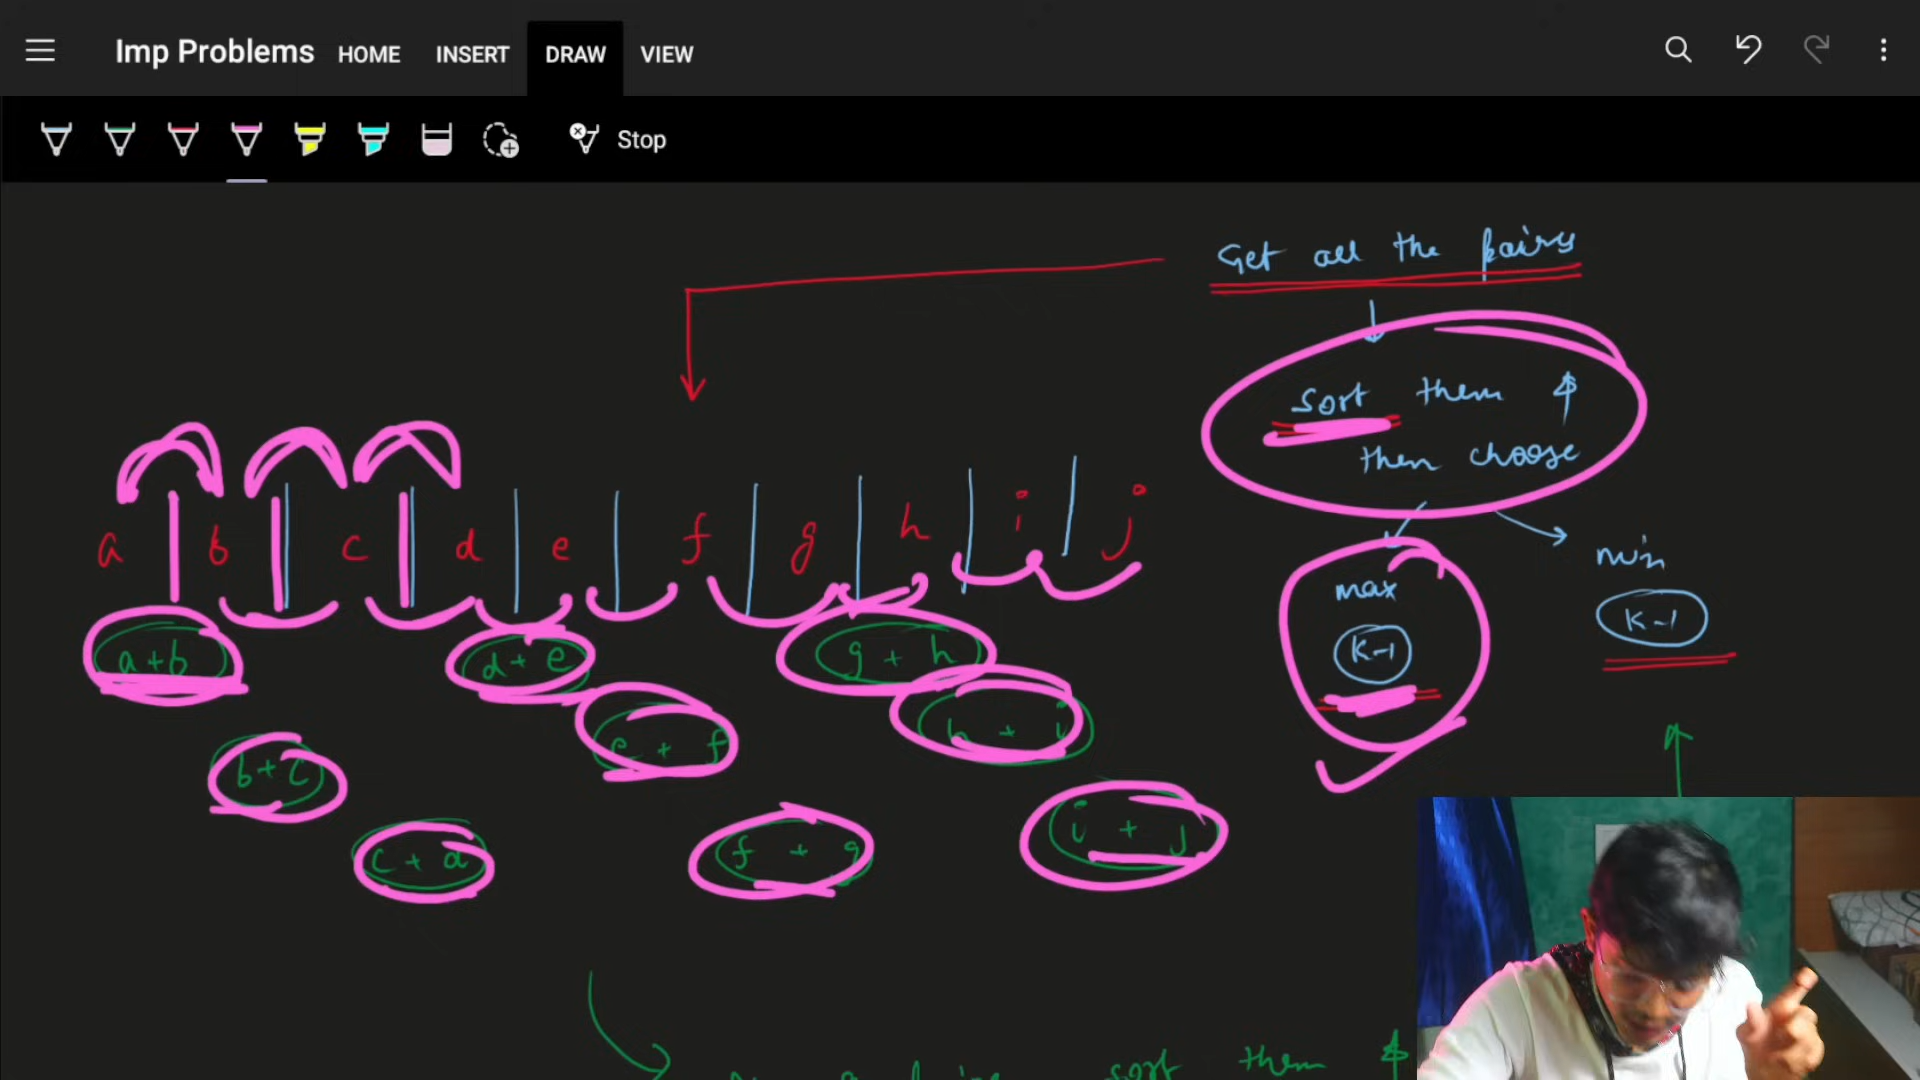 Imp Problems HOME INSERT DRAW VIEW
Stop
Get all the pairs
Sort them
then choose
a b c d e f g h i j
max
K-1
min
K-1
a+b
d + e
g + h
e + f
h + i
b+c
c + d
f + g
i + j
sort them